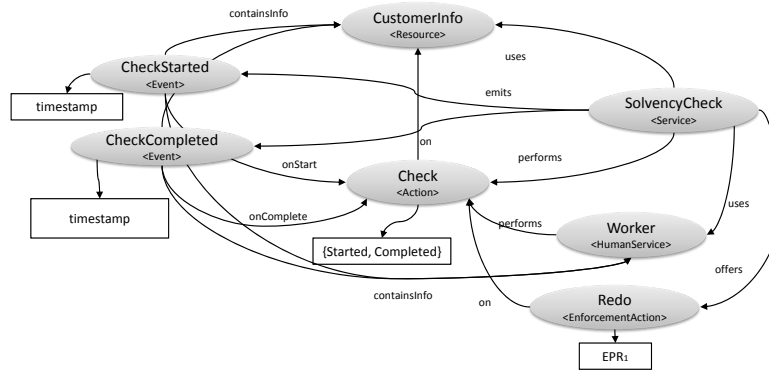 containsInfo
CustomerInfo
<Resource>
uses
CheckStarted
<Event>
timestamp
emits
SolvencyCheck
<Service>
CheckCompleted
<Event>
on
onStart
performs
Check
<Action>
timestamp
onComplete
uses
performs
Worker
<HumanService>
{Started, Completed}
offers
containsInfo
on
Redo
<EnforcementAction>
EPR1